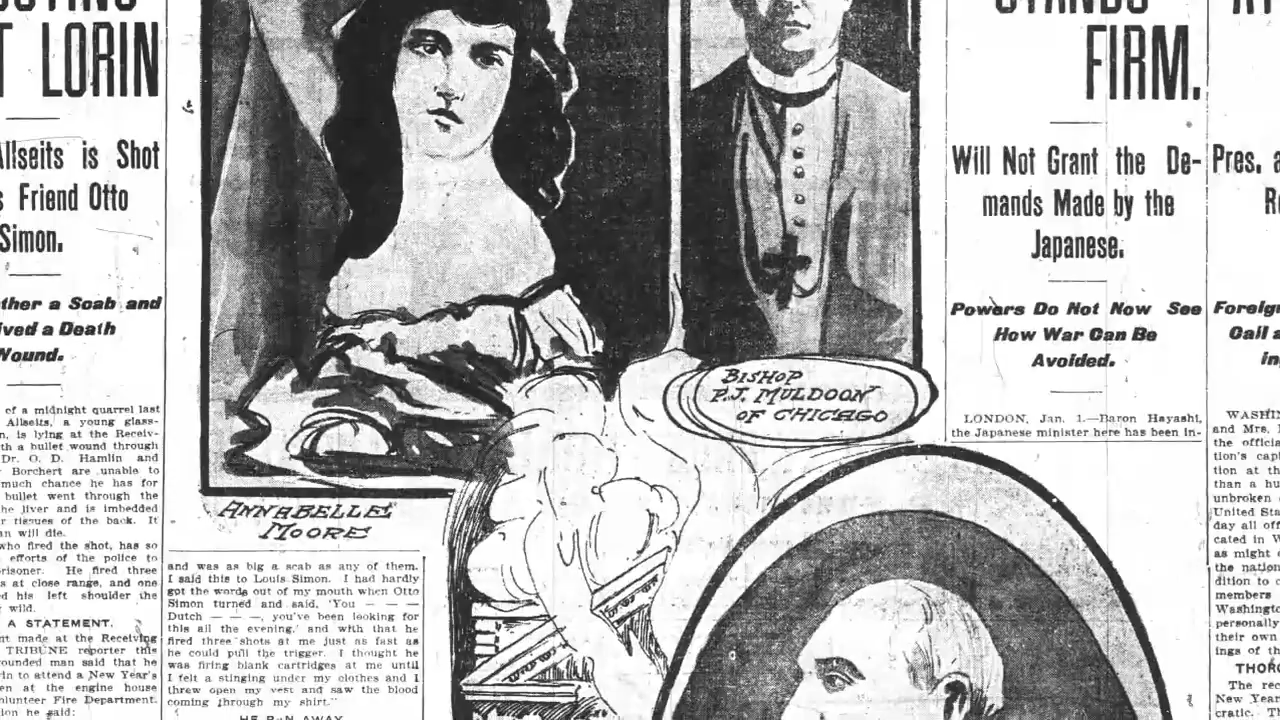 T LORIN
Allseits is Shot
s Friend Otto
Simon.
ther a Scab and
ived a Death
Wound.
of a midnight quarrel last
Allseits, a young glass-
n, is lying at the Receiv-
th a bullet wound through
Dr. O. D. Hamlin and
Borchert are unable to
much chance he has for
bullet went through the
he liver and is imbedded
r tissues of the back. It
an will die.
who fired the shot, has so
efforts of the police to
risoner. He fired three
s at close range, and one
d his left shoulder the
wild.
A STATEMENT.
nt made at the Receiving
TRIBUNE reporter this
ounded man said that he
rin to attend a New Year's
en at the engine house
olunteer Fire Department.
ion he said:
ANNABELLE
MOORE
and was as big a scab as any of them.
I said this to Louis Simon. I had hardly
got the words out of my mouth when Otto
Simon turned and said, 'You — — —
Dutch — — —, you've been looking for
this all the evening,' and with that he
fired three shots at me just as fast as
he could pull the trigger. I thought he
was firing blank cartridges at me until
I felt a stinging under my clothes and I
threw open my vest and saw the blood
coming through my shirt."
HE RAN AWAY
BISHOP
P.J. MULDOON
OF CHICAGO
STANDS
FIRM.
Will Not Grant the De-
mands Made by the
Japanese.
Powers Do Not Now See
How War Can Be
Avoided.
LONDON, Jan. 1.—Baron Hayashi,
the Japanese minister here has been in-
Pres. a
R
Foreig
Call a
in
WASHIN
and Mrs.
the officia
tion's cap
tion at th
than a hu
unbroken
United Sta
day all off
cated in W
as might
the nation
dition to c
members
Washingto
personally
their own
ings of th
THORO
The rec
New Year
cratic. Th